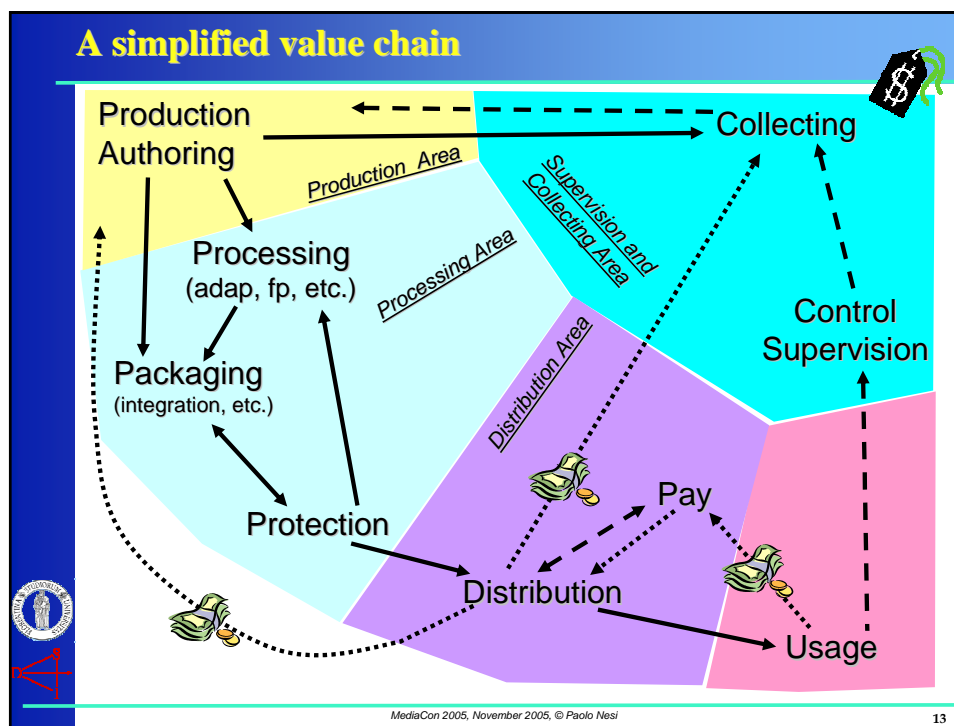 A simplified value chain
$
Production
Authoring
Collecting
Production Area
Supervision and
Collecting Area
Processing
(adap, fp, etc.)
Processing Area
Control
Supervision
Packaging
(integration, etc.)
Distribution Area
Pay
Protection
Distribution
Usage
MediaCon 2005, November 2005, © Paolo Nesi
13